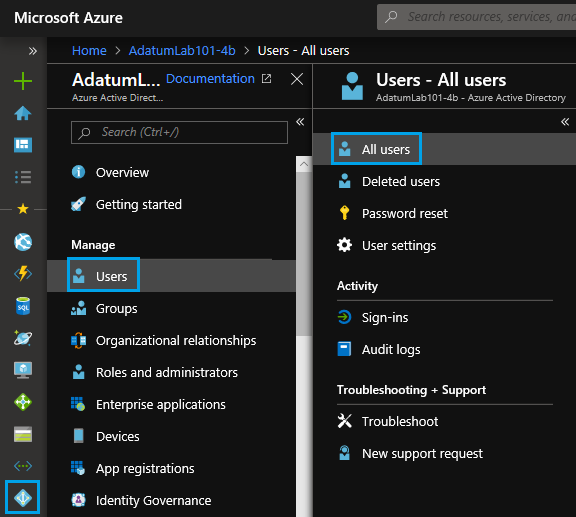 Microsoft Azure
Search resources, services, and
Home > AdatumLab101-4b > Users - All users
AdatumL... Documentation
Azure Active Direct...
Search (Ctrl+/)
Overview
Getting started
Manage
Users
Groups
Organizational relationships
Roles and administrators
Enterprise applications
Devices
App registrations
Identity Governance
Users - All users
AdatumLab101-4b - Azure Active Directory
All users
Deleted users
Password reset
User settings
Activity
Sign-ins
Audit logs
Troubleshooting + Support
Troubleshoot
New support request
SQL